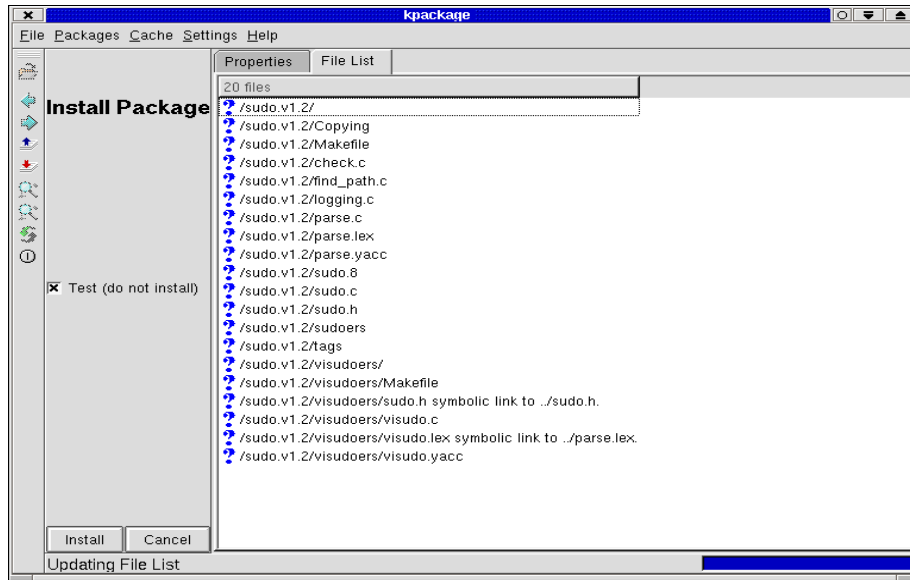 kpackage
File Packages Cache Settings Help
Properties File List
20 files
Install Package
/sudo.v1.2/
/sudo.v1.2/Copying
/sudo.v1.2/Makefile
/sudo.v1.2/check.c
/sudo.v1.2/find_path.c
/sudo.v1.2/logging.c
/sudo.v1.2/parse.c
/sudo.v1.2/parse.lex
/sudo.v1.2/parse.yacc
/sudo.v1.2/sudo.8
/sudo.v1.2/sudo.c
Test (do not install)
/sudo.v1.2/sudo.h
/sudo.v1.2/sudoers
/sudo.v1.2/tags
/sudo.v1.2/visudoers/
/sudo.v1.2/visudoers/Makefile
/sudo.v1.2/visudoers/sudo.h symbolic link to ../sudo.h.
/sudo.v1.2/visudoers/visudo.c
/sudo.v1.2/visudoers/visudo.lex symbolic link to ../parse.lex.
/sudo.v1.2/visudoers/visudo.yacc
Install Cancel
Updating File List